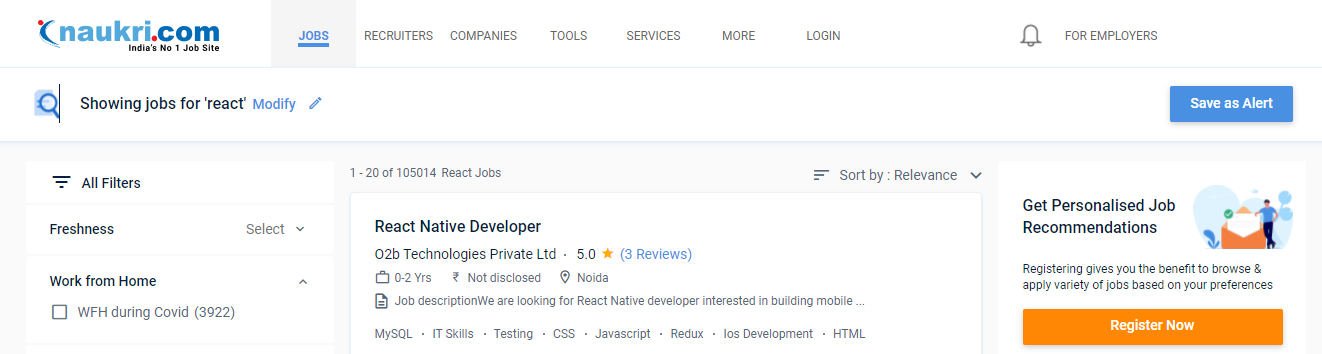 naukri.com
India's No 1 Job Site
JOBS RECRUITERS COMPANIES TOOLS SERVICES MORE LOGIN FOR EMPLOYERS
Showing jobs for 'react' Modify
Save as Alert
All Filters
Freshness Select
Work from Home
WFH during Covid (3922)
1 - 20 of 105014 React Jobs
Sort by : Relevance
React Native Developer
O2b Technologies Private Ltd · 5.0 ★ (3 Reviews)
0-2 Yrs ₹ Not disclosed Noida
Job descriptionWe are looking for React Native developer interested in building mobile ...
MySQL · IT Skills · Testing · CSS · Javascript · Redux · Ios Development · HTML
Get Personalised Job
Recommendations
Registering gives you the benefit to browse &
apply variety of jobs based on your preferences
Register Now